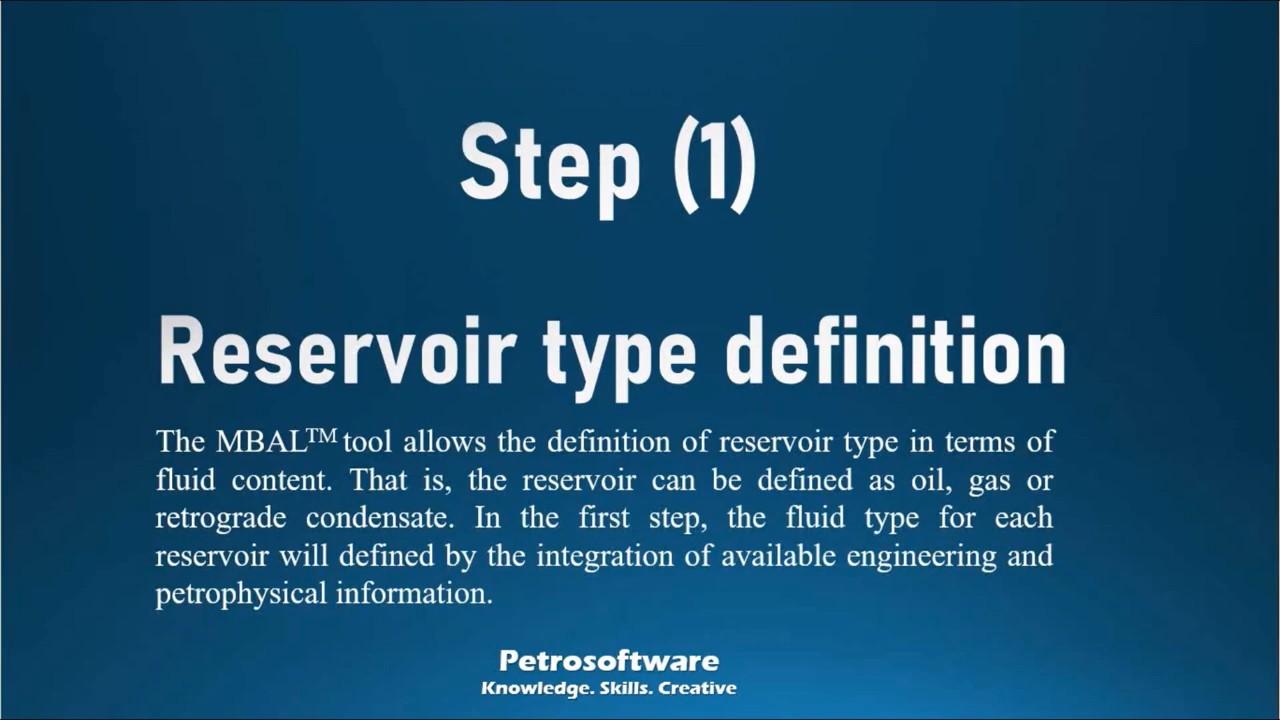 Step (1)
Reservoir type definition
The MBAL™ tool allows the definition of reservoir type in terms of
fluid content. That is, the reservoir can be defined as oil, gas or
retrograde condensate. In the first step, the fluid type for each
reservoir will defined by the integration of available engineering and
petrophysical information.
Petrosoftware
Knowledge. Skills. Creative